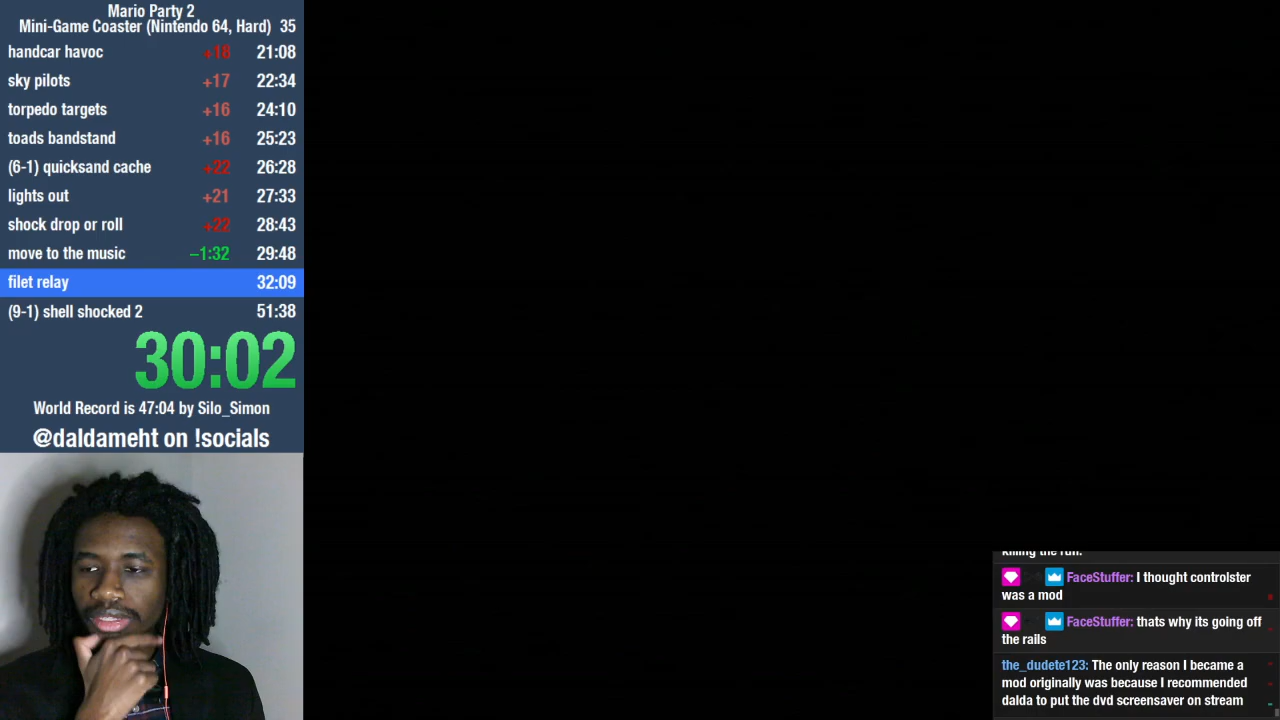 Mario Party 2
Mini-Game Coaster (Nintendo 64, Hard) 35
handcar havoc +18 21:08
sky pilots +17 22:34
torpedo targets +16 24:10
toads bandstand +16 25:23
(6-1) quicksand cache +22 26:28
lights out +21 27:33
shock drop or roll +22 28:43
move to the music −1:32 29:48
filet relay 32:09
(9-1) shell shocked 2 51:38
30:02
World Record is 47:04 by Silo_Simon
@daldameht on !socials
killing the run.
FaceStuffer: I thought controlster
was a mod
FaceStuffer: thats why its going off
the rails
the_dudete123: The only reason I became a
mod originally was because I recommended
dalda to put the dvd screensaver on stream